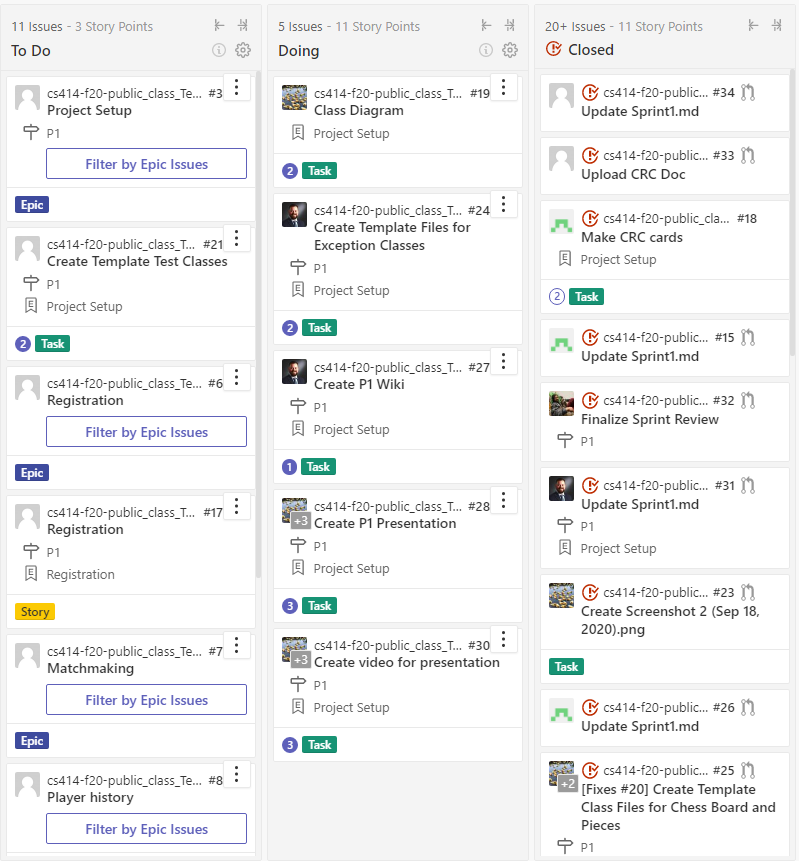 11 Issues - 3 Story Points
To Do
cs414-f20-public_class_Te... #3
Project Setup
P1
Filter by Epic Issues
Epic
cs414-f20-public_class_T... #21
Create Template Test Classes
P1
Project Setup
2 Task
cs414-f20-public_class_Te... #6
Registration
Filter by Epic Issues
Epic
cs414-f20-public_class_T... #17
Registration
P1
Registration
Story
cs414-f20-public_class_Te... #7
Matchmaking
Filter by Epic Issues
Epic
cs414-f20-public_class_Te... #8
Player history
Filter by Epic Issues
5 Issues - 11 Story Points
Doing
cs414-f20-public_class_T... #19
Class Diagram
Project Setup
2 Task
cs414-f20-public_class_T... #24
Create Template Files for
Exception Classes
P1
Project Setup
2 Task
cs414-f20-public_class_T... #27
Create P1 Wiki
P1
Project Setup
1 Task
+3
cs414-f20-public_class_T... #28
Create P1 Presentation
P1
Project Setup
3 Task
+3
cs414-f20-public_class_T... #30
Create video for presentation
P1
Project Setup
3 Task
20+ Issues - 11 Story Points
Closed
cs414-f20-public... #34
Update Sprint1.md
cs414-f20-public... #33
Upload CRC Doc
cs414-f20-public_cla... #18
Make CRC cards
Project Setup
2 Task
cs414-f20-public... #15
Update Sprint1.md
cs414-f20-public... #32
Finalize Sprint Review
P1
cs414-f20-public... #31
Update Sprint1.md
P1
Project Setup
cs414-f20-public... #23
Create Screenshot 2 (Sep 18,
2020).png
Task
cs414-f20-public... #26
Update Sprint1.md
+2
cs414-f20-public... #25
[Fixes #20] Create Template
Class Files for Chess Board and
Pieces
P1